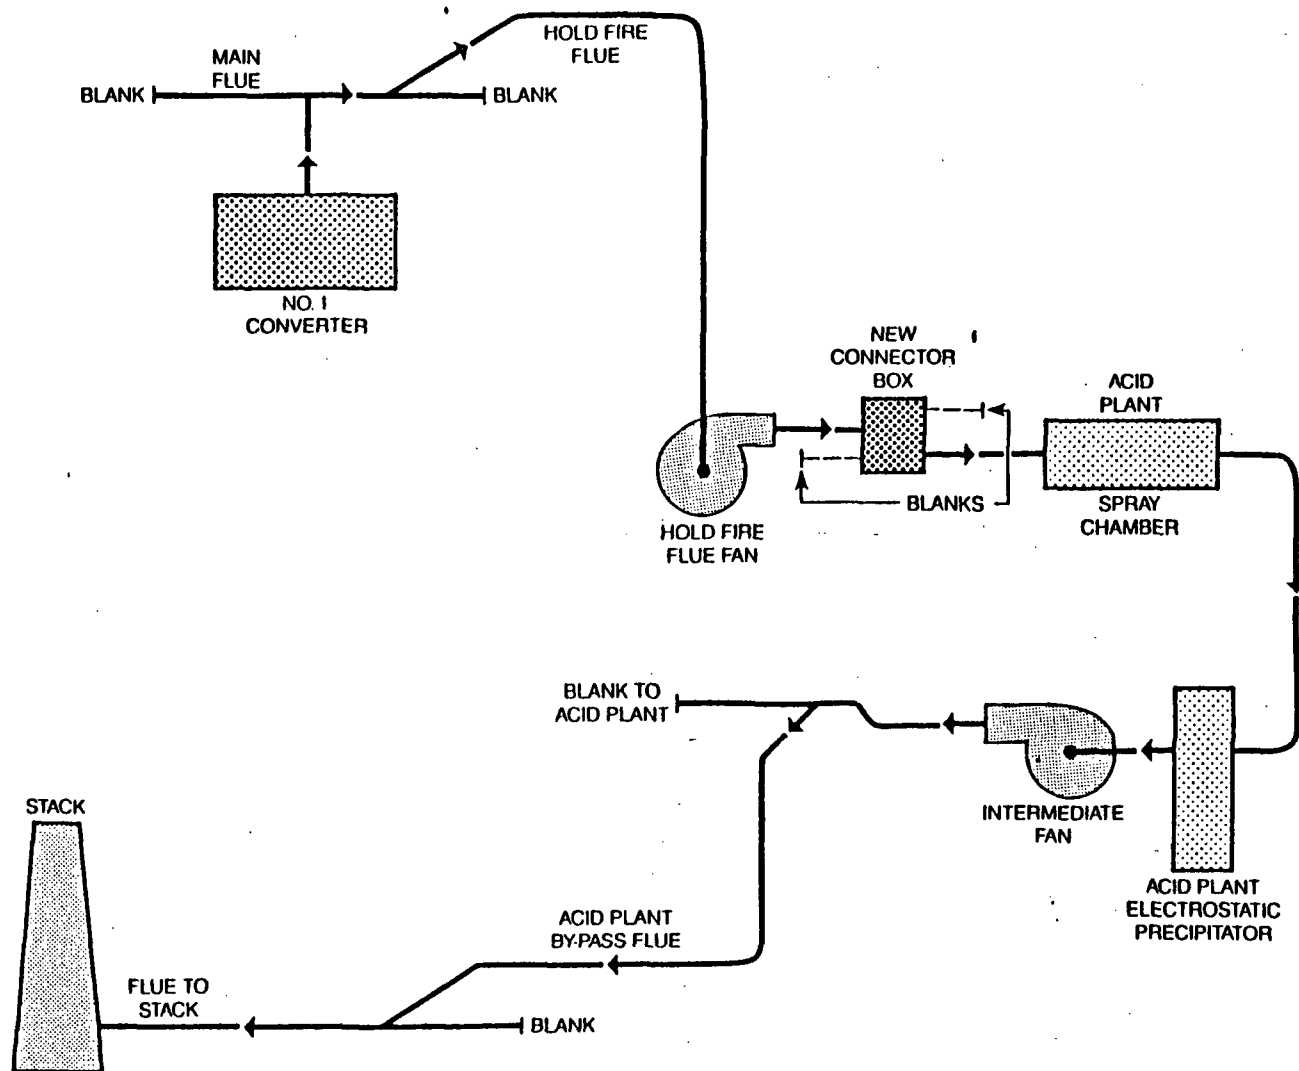 HOLD FIRE
FLUE
MAIN
FLUE
BLANK
BLANK
NO. 1
CONVERTER
NEW
CONNECTOR
BOX
ACID
PLANT
BLANKS
SPRAY
CHAMBER
HOLD FIRE
FLUE FAN
BLANK TO
ACID PLANT
INTERMEDIATE
FAN
STACK
ACID PLANT
ELECTROSTATIC
PRECIPITATOR
ACID PLANT
BY-PASS FLUE
FLUE TO
STACK
BLANK